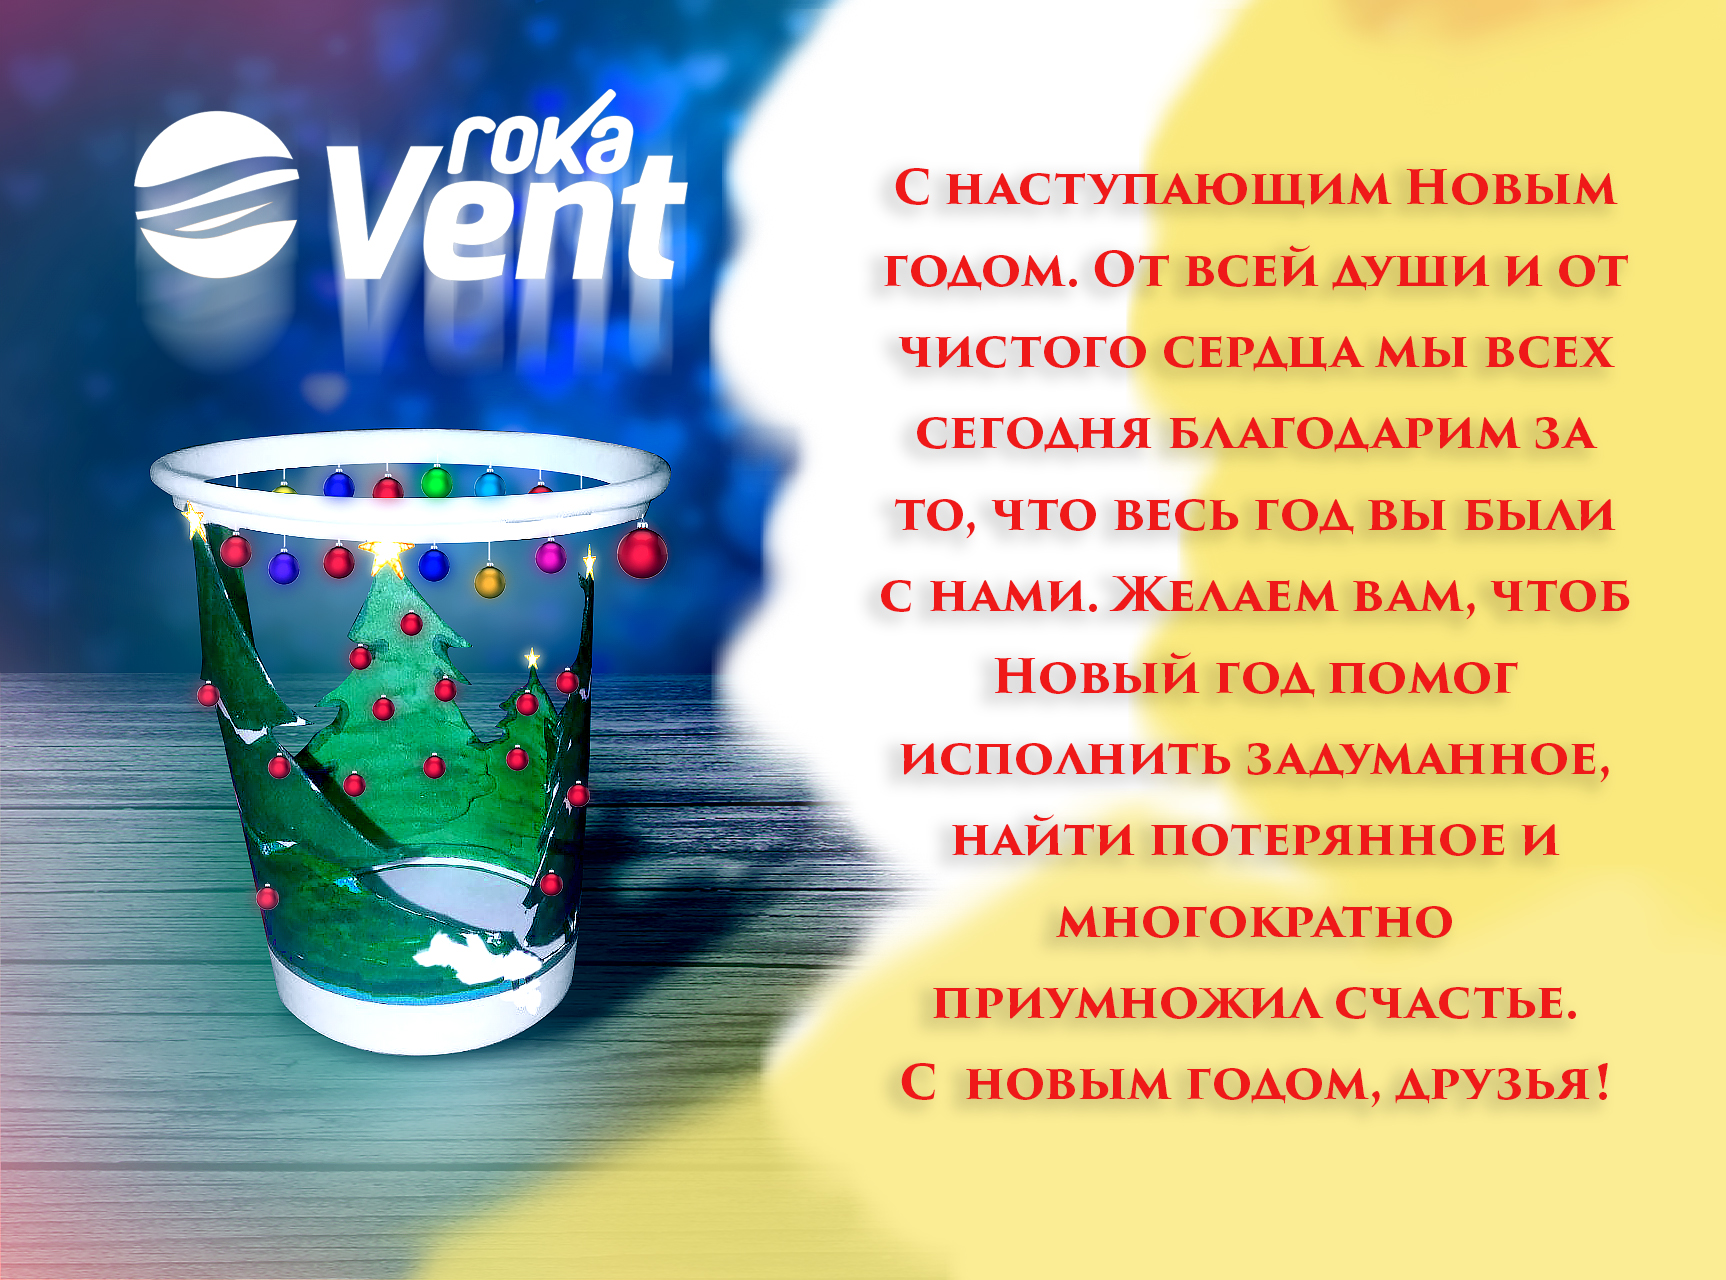 roka
Vent
С наступающим Новым
годом. От всей души и от
чистого сердца мы всех
сегодня благодарим за
то, что весь год вы были
с нами. Желаем вам, чтоб
Новый год помог
исполнить задуманное,
найти потерянное и
многократно
приумножил счастье.
С новым годом, друзья!